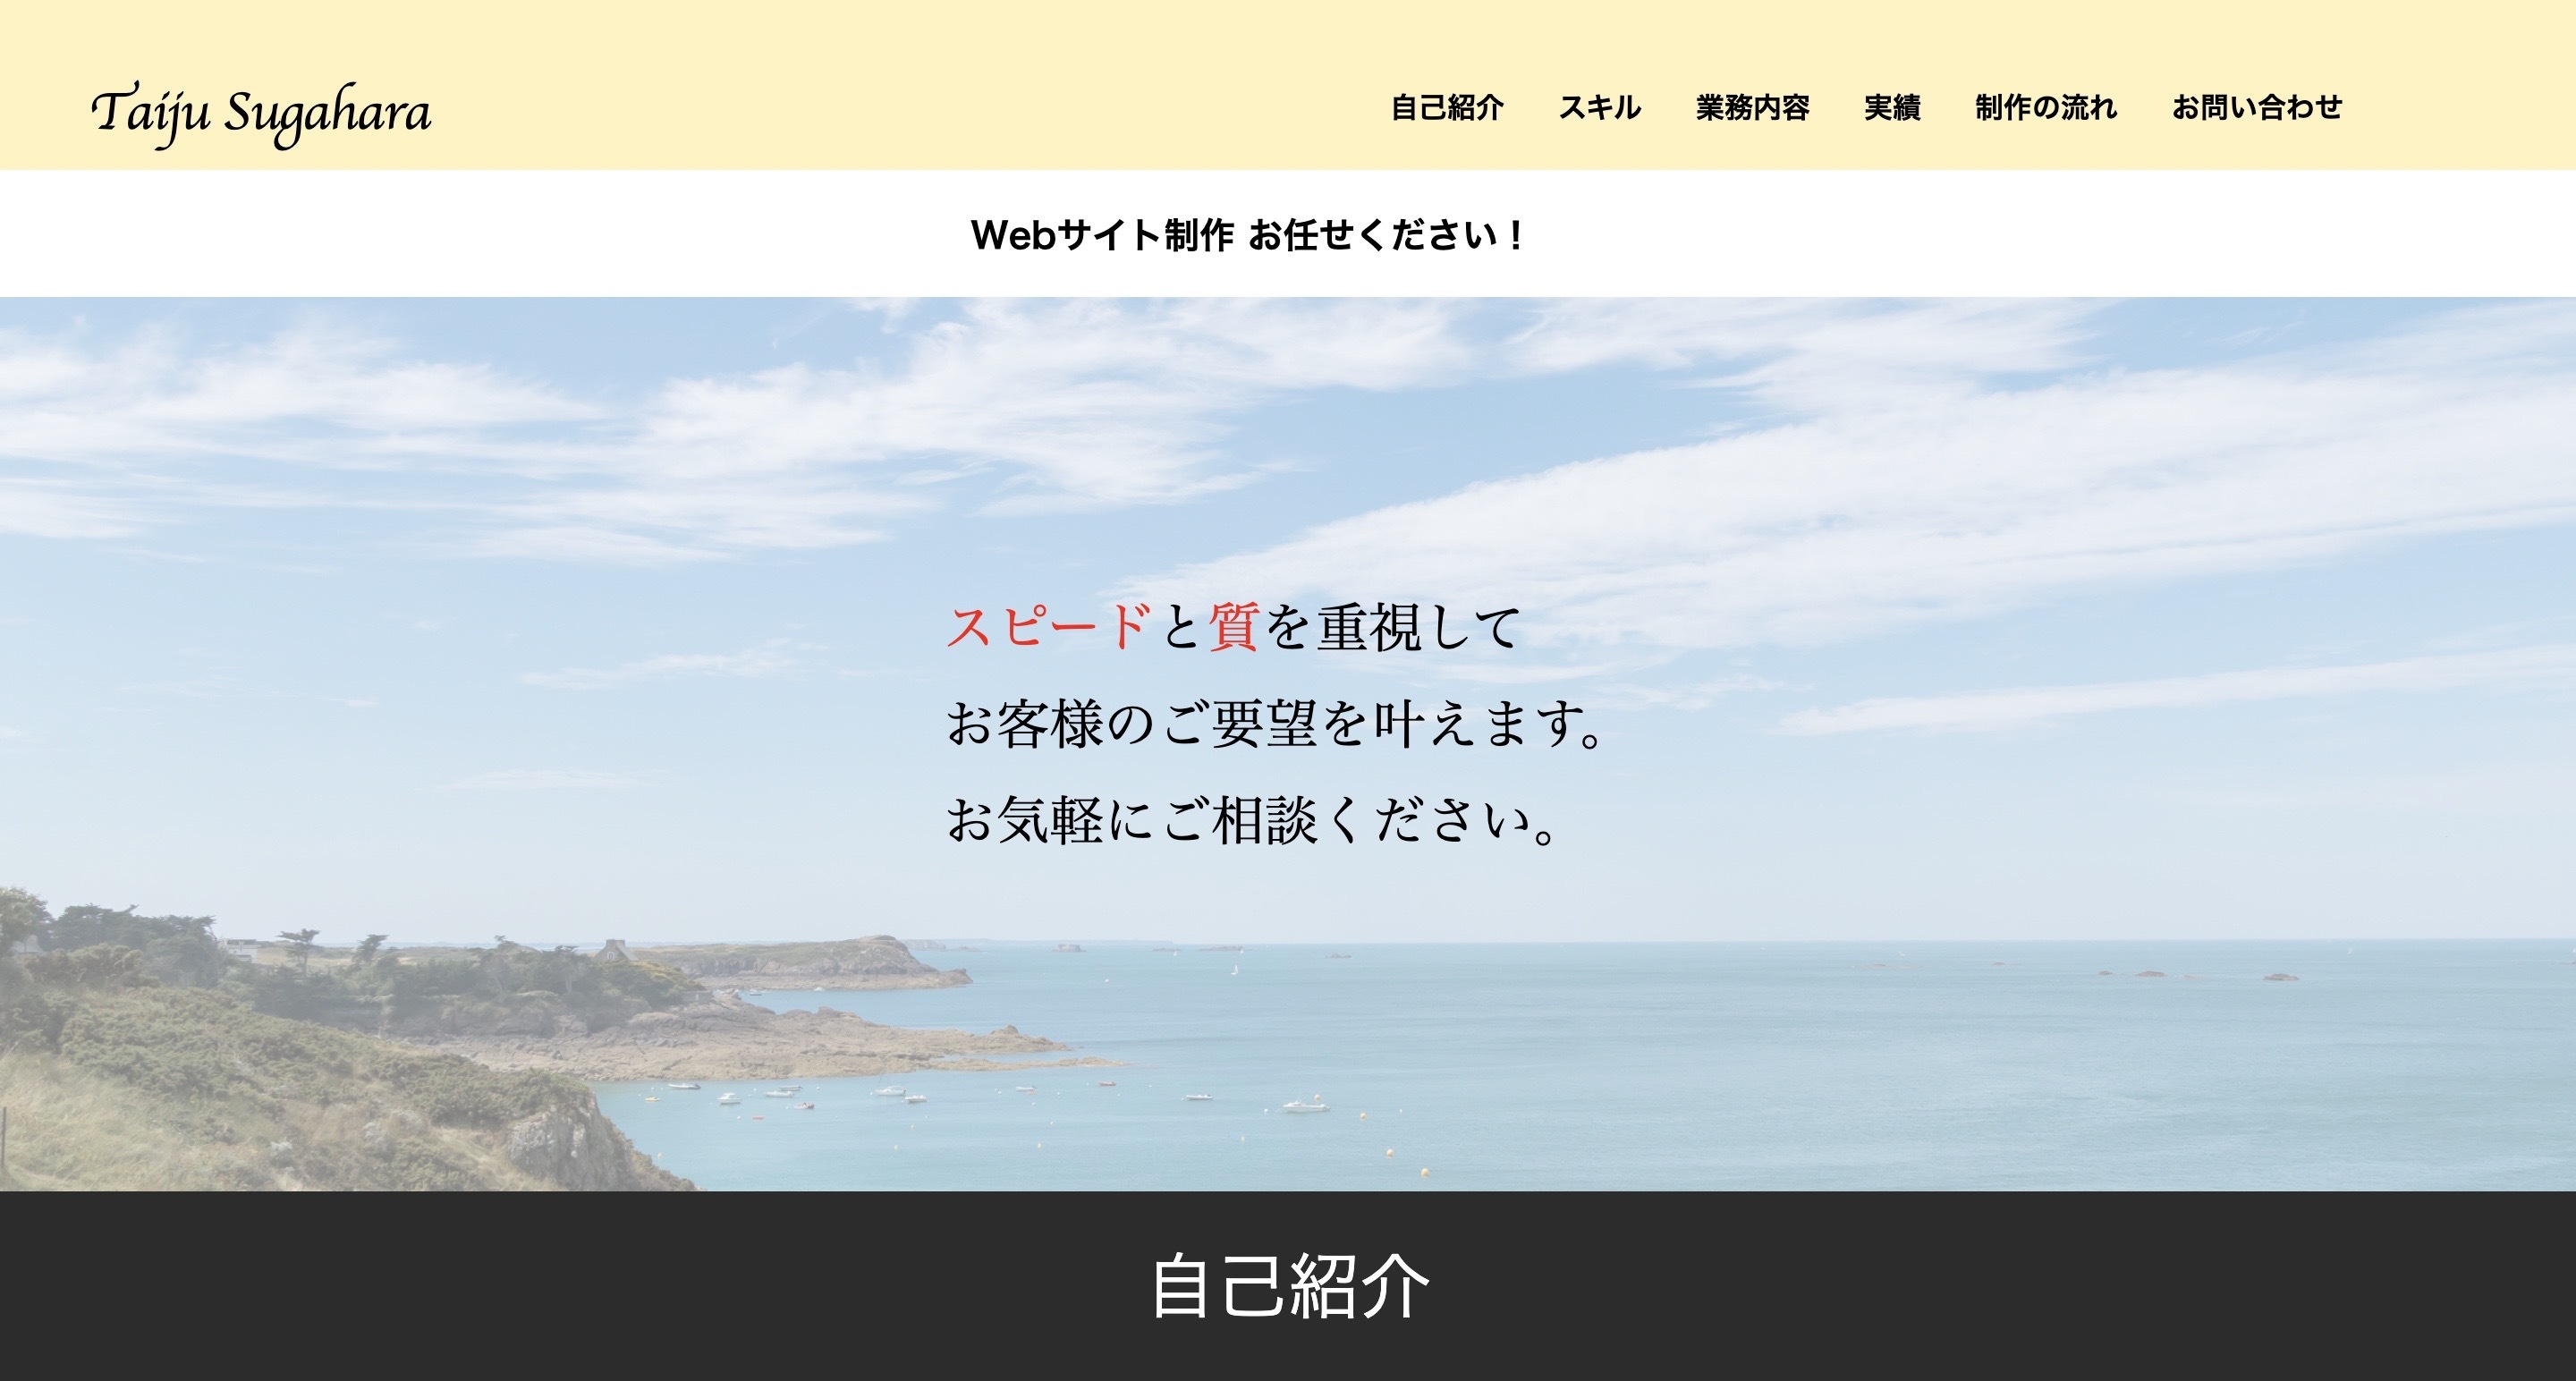 Taiju Sugahara
自己紹介 スキル 業務内容 実績 制作の流れ お問い合わせ
Webサイト制作 お任せください！
スピードと質を重視して
お客様のご要望を叶えます。
お気軽にご相談ください。
自己紹介